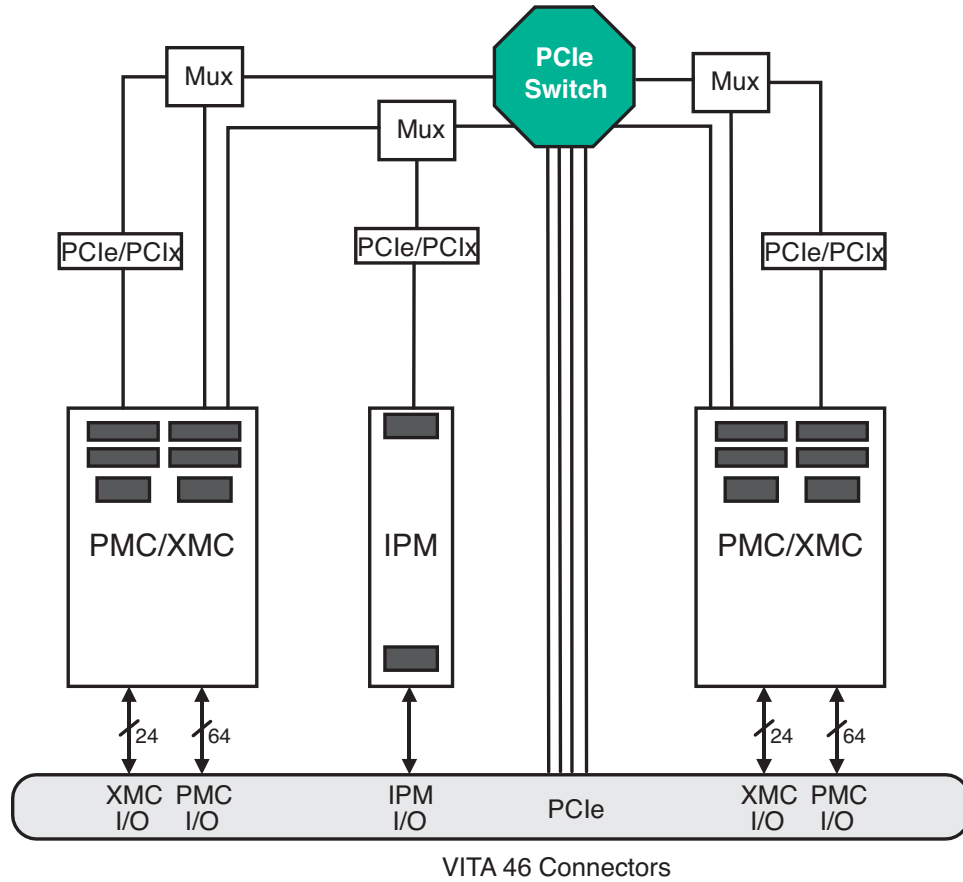 PCIe
Switch
Mux
Mux
Mux
PCIe/PCIx
PCIe/PCIx
PCIe/PCIx
PMC/XMC
IPM
PMC/XMC
24
64
24
64
XMC
I/O
PMC
I/O
IPM
I/O
PCIe
XMC
I/O
PMC
I/O
VITA 46 Connectors